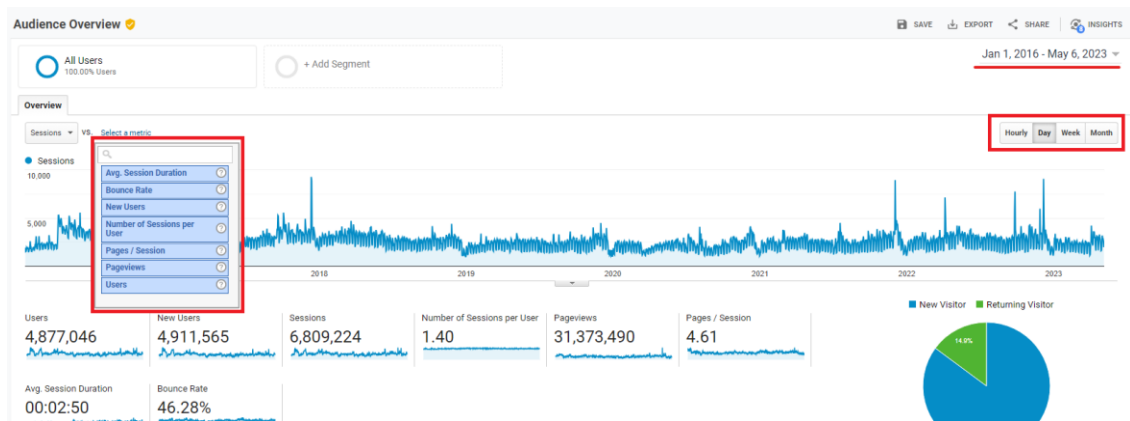 Audience Overview
SAVE EXPORT SHARE INSIGHTS
All Users
100.00% Users
+ Add Segment
Jan 1, 2016 - May 6, 2023
Overview
Sessions VS. Select a metric
Hourly Day Week Month
Sessions
10,000
5,000
Avg. Session Duration
Bounce Rate
New Users
Number of Sessions per
User
Pages / Session
Pageviews
Users
2018 2019 2020 2021 2022 2023
New Visitor Returning Visitor
Users
4,877,046
New Users
4,911,565
Sessions
6,809,224
Number of Sessions per User
1.40
Pageviews
31,373,490
Pages / Session
4.61
14.9%
Avg. Session Duration
00:02:50
Bounce Rate
46.28%